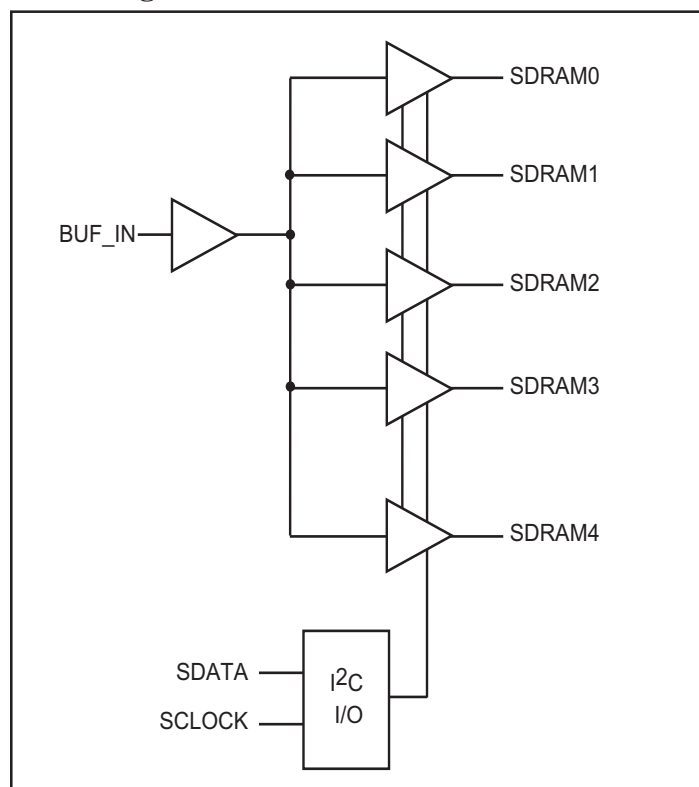 SDRAM0
SDRAM1
BUF_IN
SDRAM2
SDRAM3
SDRAM4
SDATA
I²C
I/O
SCLOCK